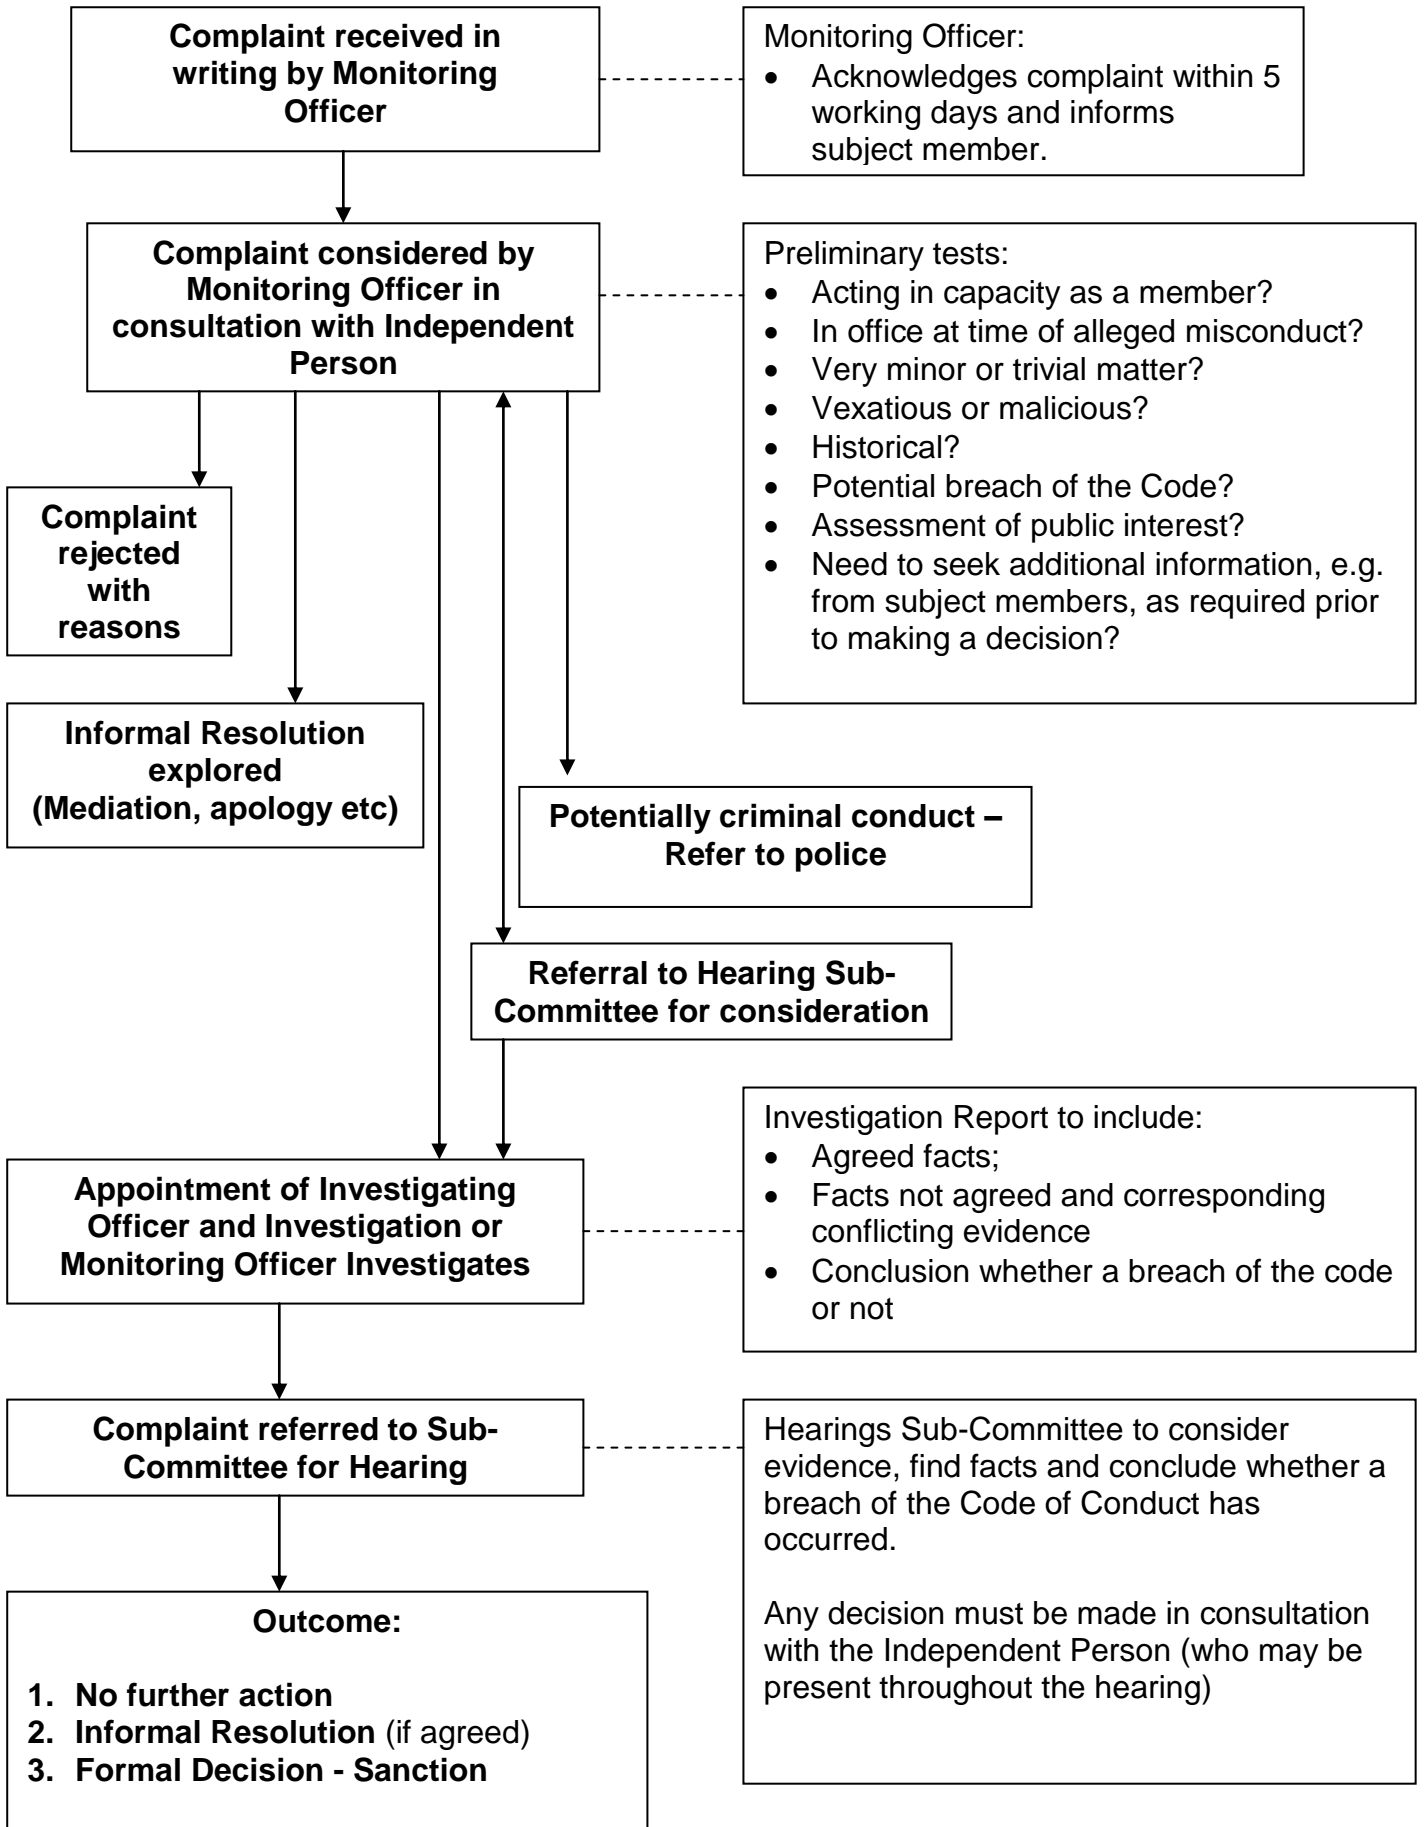 Complaint received in
writing by Monitoring
Officer
Monitoring Officer:
• Acknowledges complaint within 5
working days and informs
subject member.
Complaint considered by
Monitoring Officer in
consultation with Independent
Person
Preliminary tests:
• Acting in capacity as a member?
• In office at time of alleged misconduct?
• Very minor or trivial matter?
• Vexatious or malicious?
• Historical?
• Potential breach of the Code?
• Assessment of public interest?
• Need to seek additional information, e.g.
from subject members, as required prior
to making a decision?
Complaint
rejected
with
reasons
Informal Resolution
explored
(Mediation, apology etc)
Potentially criminal conduct –
Refer to police
Referral to Hearing Sub-
Committee for consideration
Appointment of Investigating
Officer and Investigation or
Monitoring Officer Investigates
Investigation Report to include:
• Agreed facts;
• Facts not agreed and corresponding
conflicting evidence
• Conclusion whether a breach of the code
or not
Complaint referred to Sub-
Committee for Hearing
Hearings Sub-Committee to consider
evidence, find facts and conclude whether a
breach of the Code of Conduct has
occurred.
Any decision must be made in consultation
with the Independent Person (who may be
present throughout the hearing)
Outcome:
1. No further action
2. Informal Resolution (if agreed)
3. Formal Decision - Sanction